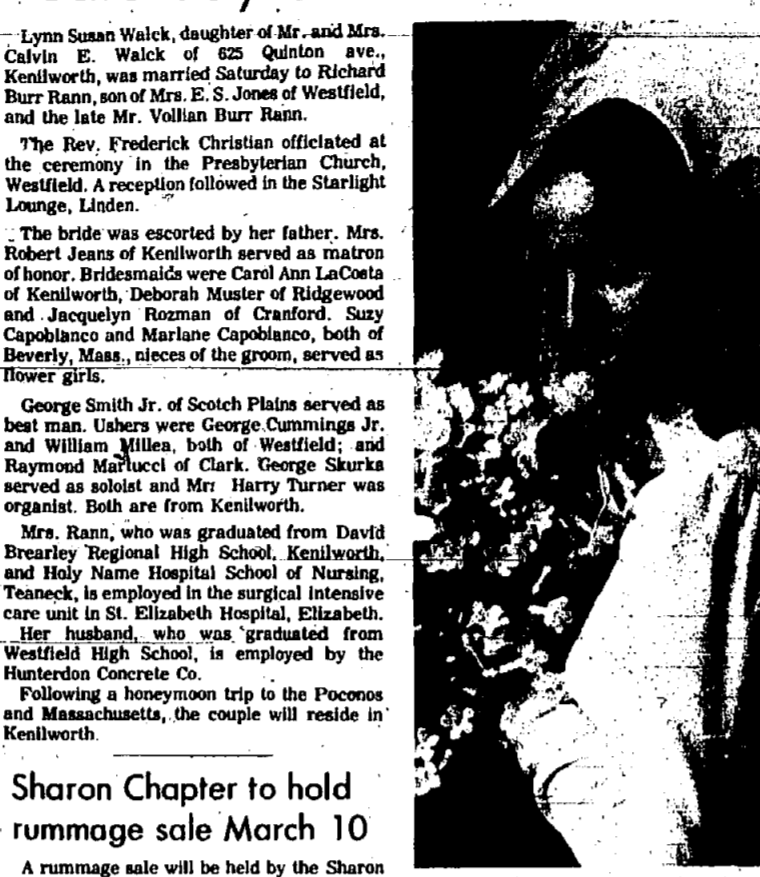 Lynn Susan Walck, daughter of Mr. and Mrs.
Calvin E. Walck of 625 Quinton ave.,
Kenilworth, was married Saturday to Richard
Burr Rann, son of Mrs. E. S. Jones of Westfield,
and the late Mr. Vollian Burr Rann.
The Rev. Frederick Christian officiated at
the ceremony in the Presbyterian Church,
Westfield. A reception followed in the Starlight
Lounge, Linden.
The bride was escorted by her father. Mrs.
Robert Jeans of Kenilworth served as matron
of honor. Bridesmaids were Carol Ann LaCosta
of Kenilworth, Deborah Muster of Ridgewood
and Jacquelyn Rozman of Cranford. Suzy
Capobianco and Marlane Capobianco, both of
Beverly, Mass., nieces of the groom, served as
flower girls.
George Smith Jr. of Scotch Plains served as
best man. Ushers were George Cummings Jr.
and William Millea, both of Westfield; and
Raymond Martucci of Clark. George Skurka
served as soloist and Harry Turner was
organist. Both are from Kenilworth.
Mrs. Rann, who was graduated from David
Brearley Regional High School, Kenilworth,
and Holy Name Hospital School of Nursing,
Teaneck, is employed in the surgical intensive
care unit in St. Elizabeth Hospital, Elizabeth.
Her husband, who was graduated from
Westfield High School, is employed by the
Hunterdon Concrete Co.
Following a honeymoon trip to the Poconos
and Massachusetts, the couple will reside in
Kenilworth.
Sharon Chapter to hold
rummage sale March 10
A rummage sale will be held by the Sharon